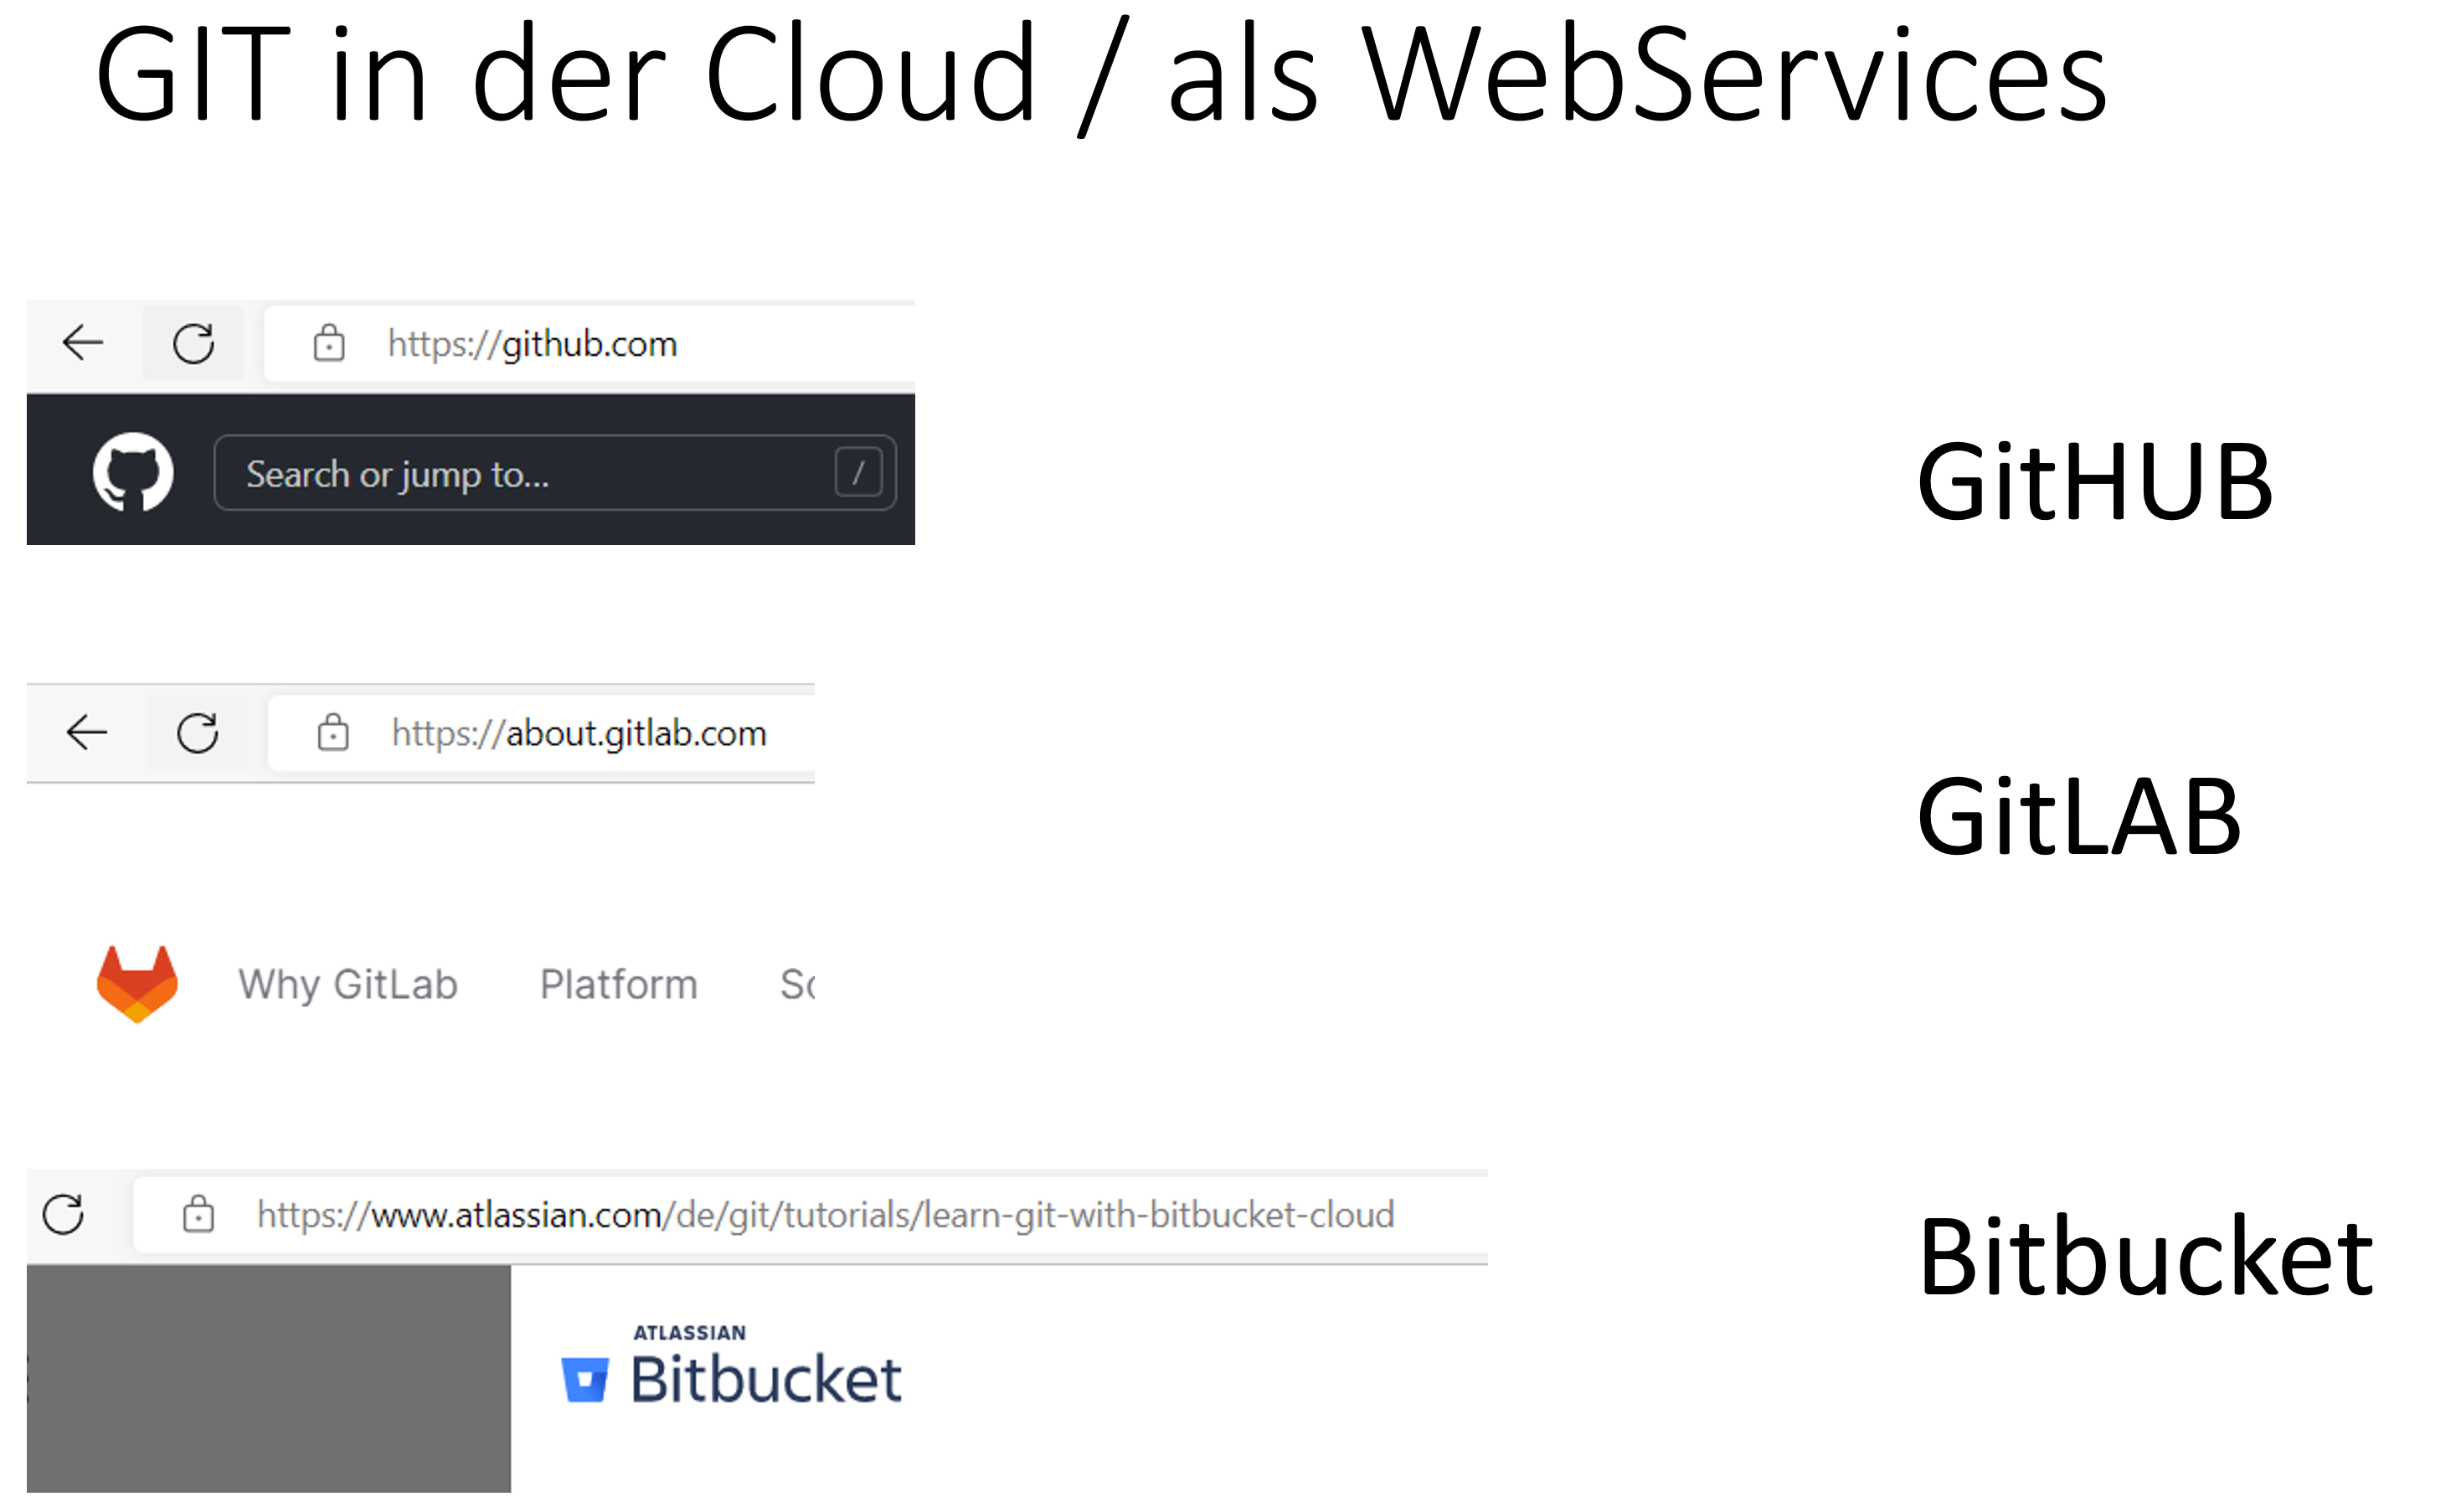 GIT in der Cloud / als WebServices
https://github.com
Search or jump to... /
GitHUB
https://about.gitlab.com
GitLAB
Why GitLab Platform
https://www.atlassian.com/de/git/tutorials/learn-git-with-bitbucket-cloud
Bitbucket
ATLASSIAN
Bitbucket